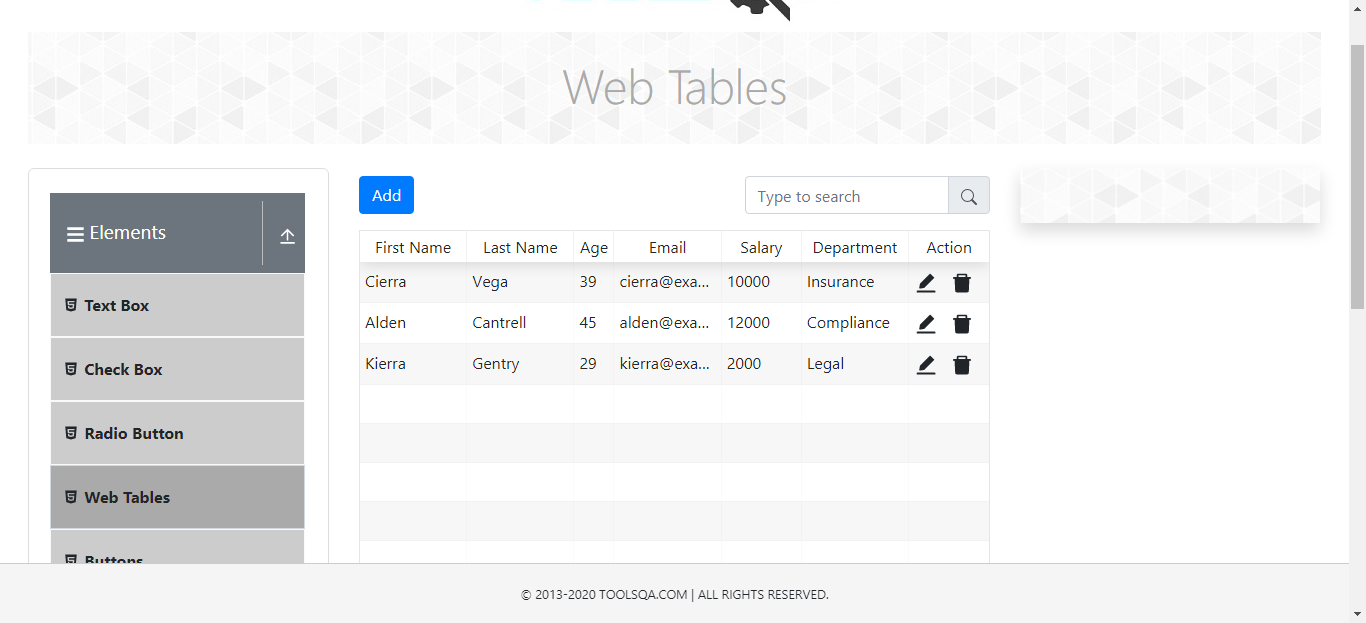 Web Tables
Elements
Text Box
Check Box
Radio Button
Web Tables
Buttons
Add
Type to search
First Name Last Name Age Email Salary Department Action
Cierra Vega 39 cierra@exa... 10000 Insurance
Alden Cantrell 45 alden@exa... 12000 Compliance
Kierra Gentry 29 kierra@exa... 2000 Legal
© 2013-2020 TOOLSQA.COM | ALL RIGHTS RESERVED.